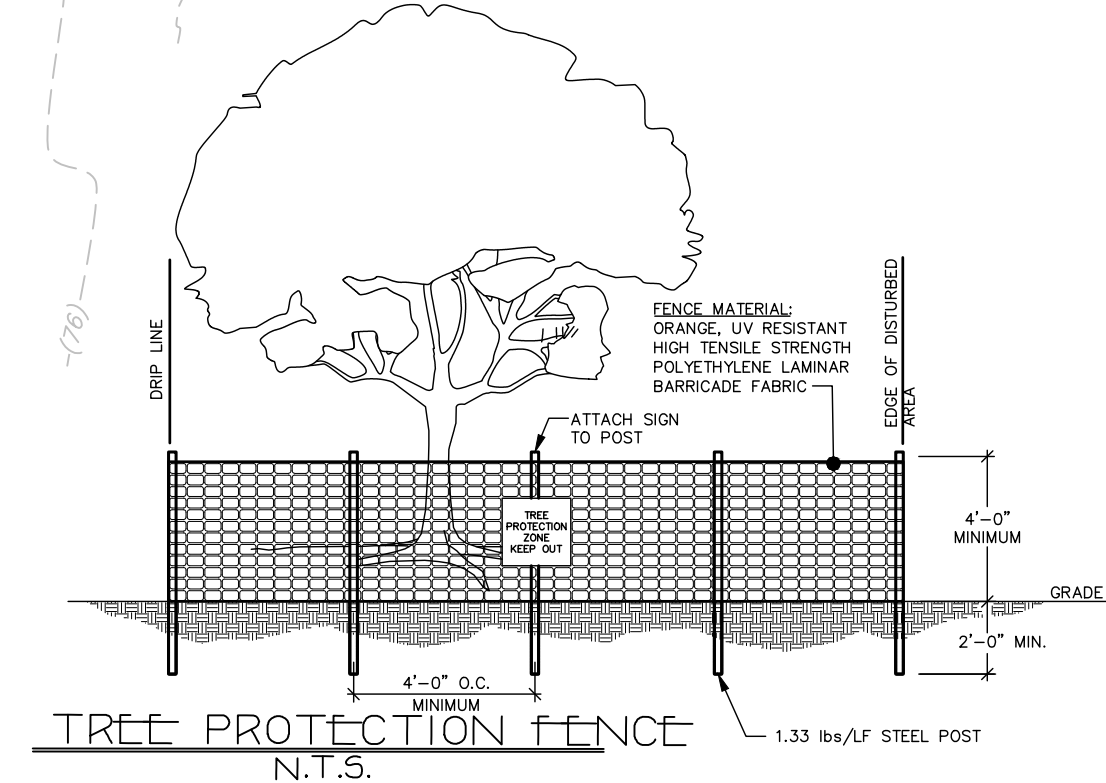 -(76)
DRIP LINE
FENCE MATERIAL:
ORANGE, UV RESISTANT
HIGH TENSILE STRENGTH
POLYETHYLENE LAMINAR
BARRICADE FABRIC
EDGE OF DISTURBED
AREA
ATTACH SIGN
TO POST
TREE
PROTECTION
ZONE
KEEP OUT
4'-0"
MINIMUM
GRADE
2'-0" MIN.
4'-0" O.C.
MINIMUM
1.33 lbs/LF STEEL POST
TREE PROTECTION FENCE
N.T.S.